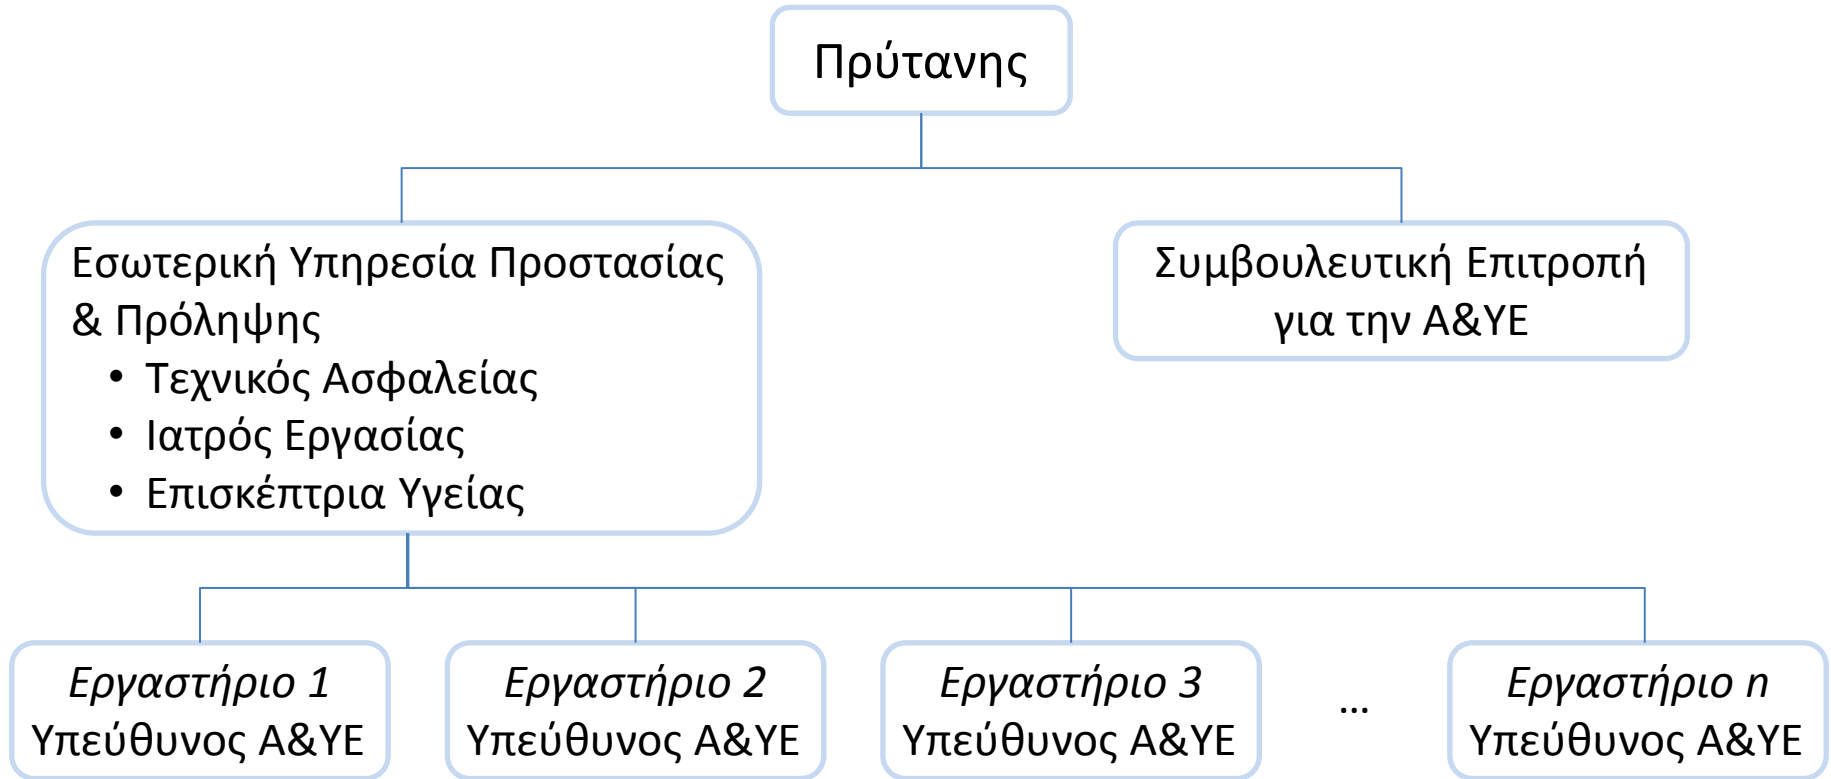 Πρύτανης
Εσωτερική Υπηρεσία Προστασίας
& Πρόληψης
• Τεχνικός Ασφαλείας
• Ιατρός Εργασίας
• Επισκέπτρια Υγείας
Συμβουλευτική Επιτροπή
για την Α&ΥΕ
Εργαστήριο 1
Υπεύθυνος Α&ΥΕ
Εργαστήριο 2
Υπεύθυνος Α&ΥΕ
Εργαστήριο 3
Υπεύθυνος Α&ΥΕ
...
Εργαστήριο n
Υπεύθυνος Α&ΥΕ